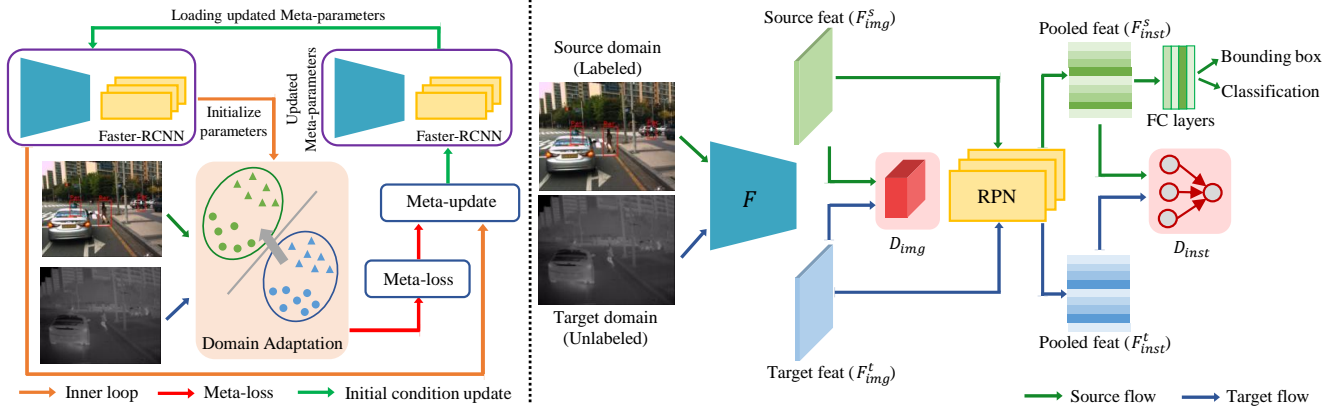 Loading updated Meta-parameters
Faster-RCNN
Initialize
parameters
Updated
Meta-parameters
Faster-RCNN
Meta-update
Meta-loss
Domain Adaptation
Inner loop
Meta-loss
Initial condition update
Source domain
(Labeled)
Target domain
(Unlabeled)
F
Source feat (F^s_img)
Target feat (F^t_img)
D_img
RPN
Pooled feat (F^s_inst)
FC layers
Bounding box
Classification
D_inst
Pooled feat (F^t_inst)
Source flow
Target flow